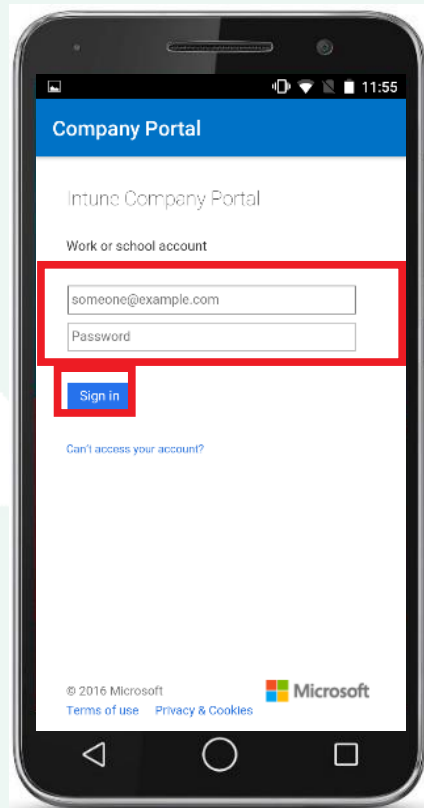 11:55
Company Portal
Intune Company Portal
Work or school account
someone@example.com
Password
Sign in
Can't access your account?
© 2016 Microsoft
Microsoft
Terms of use Privacy & Cookies